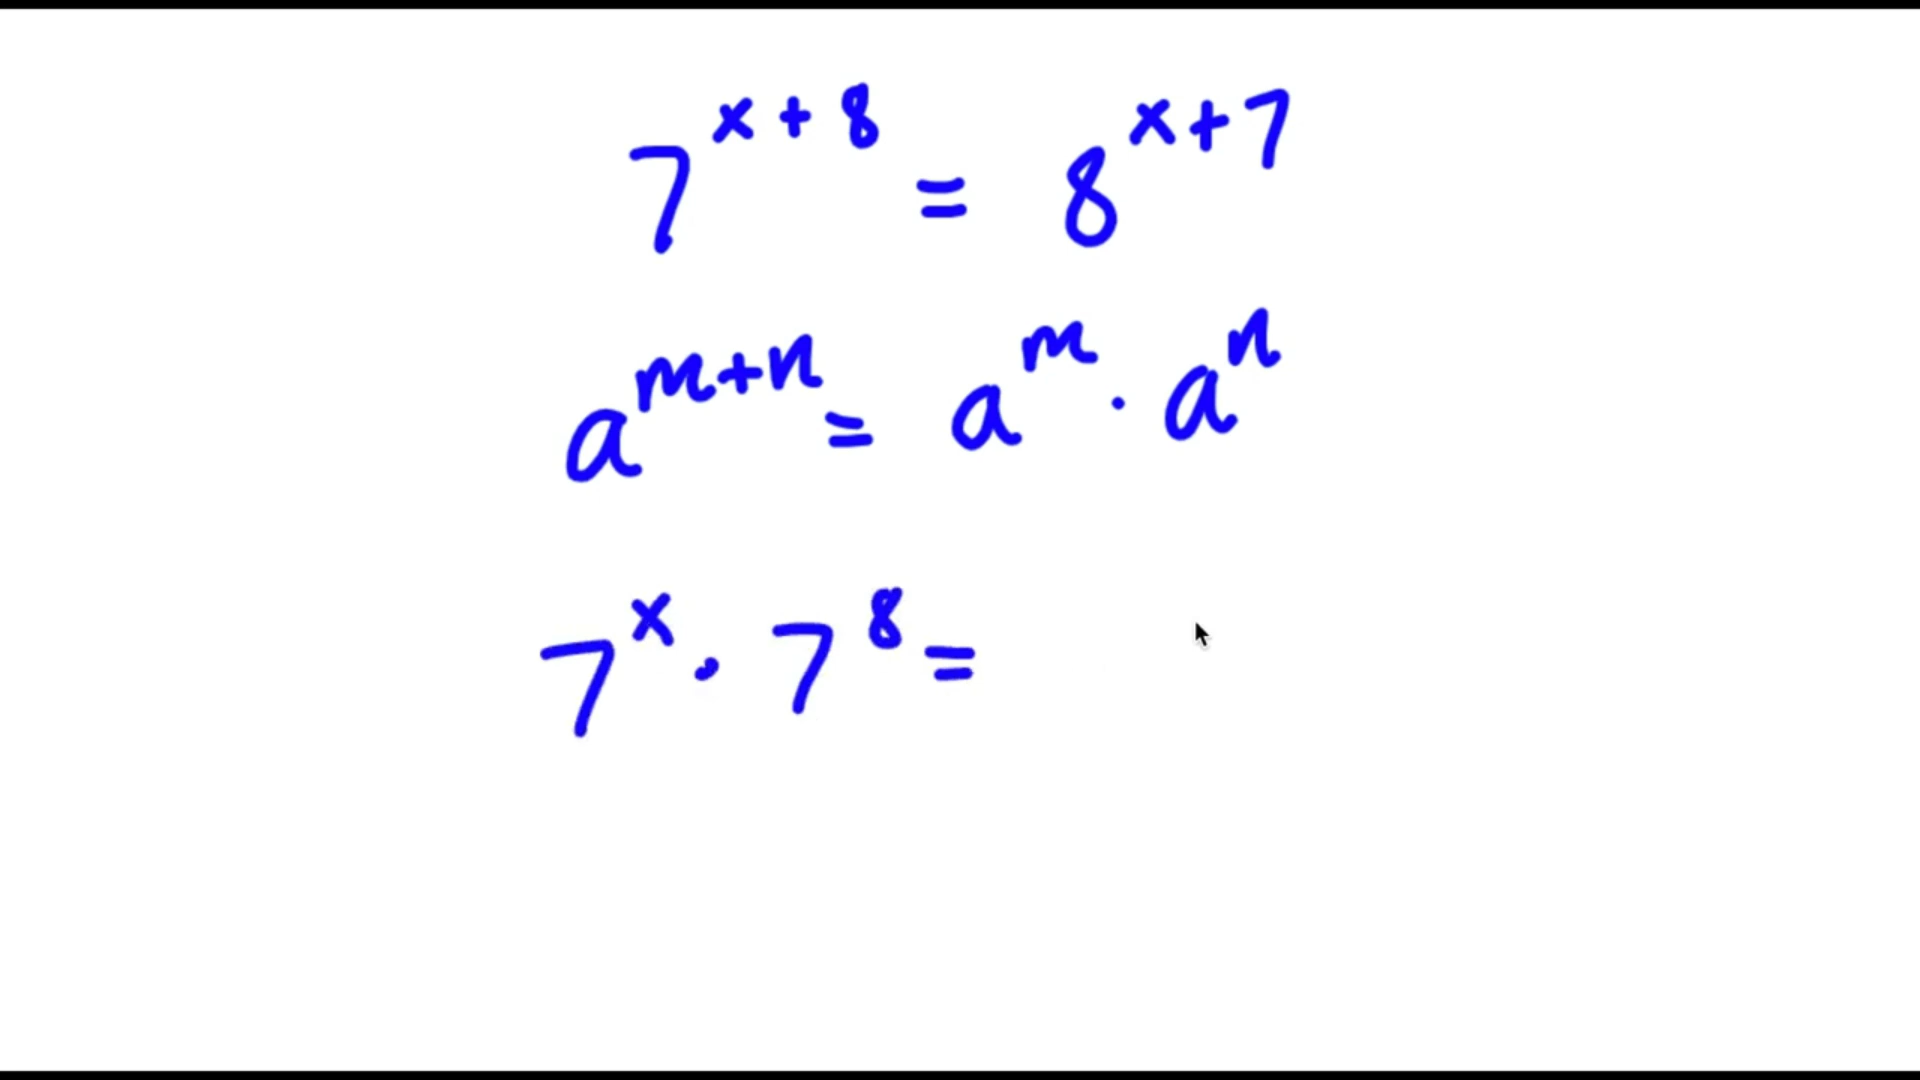 7^{x+8} = 8^{x+7}
a^{m+n} = a^m · a^n
7^x · 7^8 =